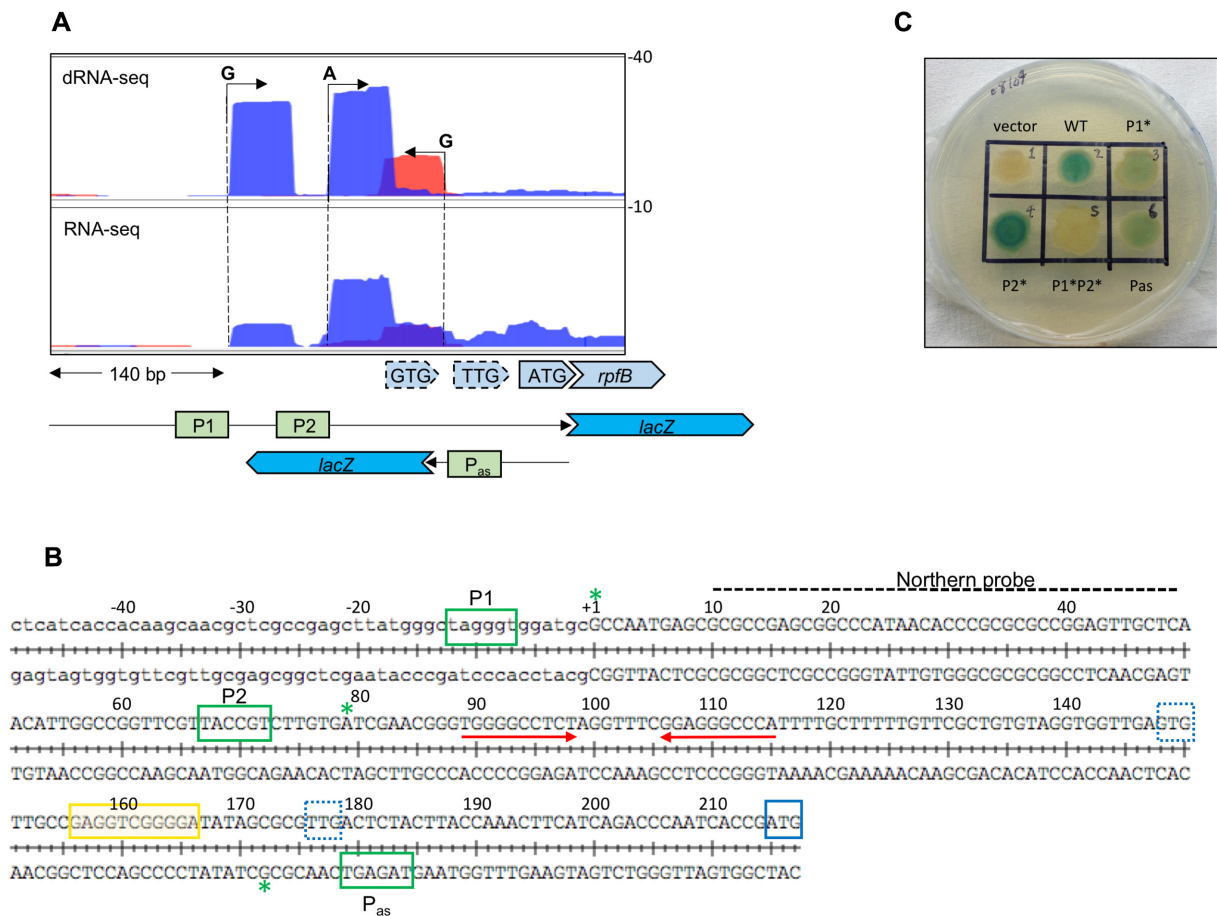 A
dRNA-seq
G
A
G
-40
-10
RNA-seq
140 bp
GTG
TTG
ATG
rpfB
P1
P2
lacZ
lacZ
Pas
C
vector
WT
P1*
1
2
3
4
5
6
P2*
P1*P2*
Pas
B
Northern probe
-40 -30 -20 P1 +1 * 10 20 30 40
ctcatcaccacaagcaacgctcgccgagcttatgggctagggtggatgcGCCAATGAGCGCGCCGAGCGGCCCATAACACCCGCGCGCCGGAGTTGCTCA
gagtagtggtgttcgttgcgagcggctcgaatacccgatcccacctacgCGGTTACTCGCGCGGCTCGCCGGGTATTGTGGGCGCGCGGCCTCAACGAGT
60 P2 80 * 90 100 110 120 130 140
ACATTGGCCGGTTCGTTACCGTCTTGTGATCGAACGGGTGGGGCCTCTAGGTTTCGGAGGGCCCATTTTGCTTTTTGTTCGCTGTGTAGGTGGTTGAGTG
TGTAACCGGCCAAGCAATGGCAGAACACTAGCTTGCCCACCCCGGAGATCCAAAGCCTCCCGGGTAAAACGAAAAACAAGCGACACATCCACCAACTCAC
160 170 180 190 200 210
TTGCCGAGGTCGGGGATATAGCGCGTTGACTCTACTTACCAAACTTCATCAGACCCAATCACCGATG
AACGGCTCCAGCCCCTATATCGCGCAACTGAGATGAATGGTTTGAAGTAGTCTGGGTTAGTGGCTAC
*
Pas